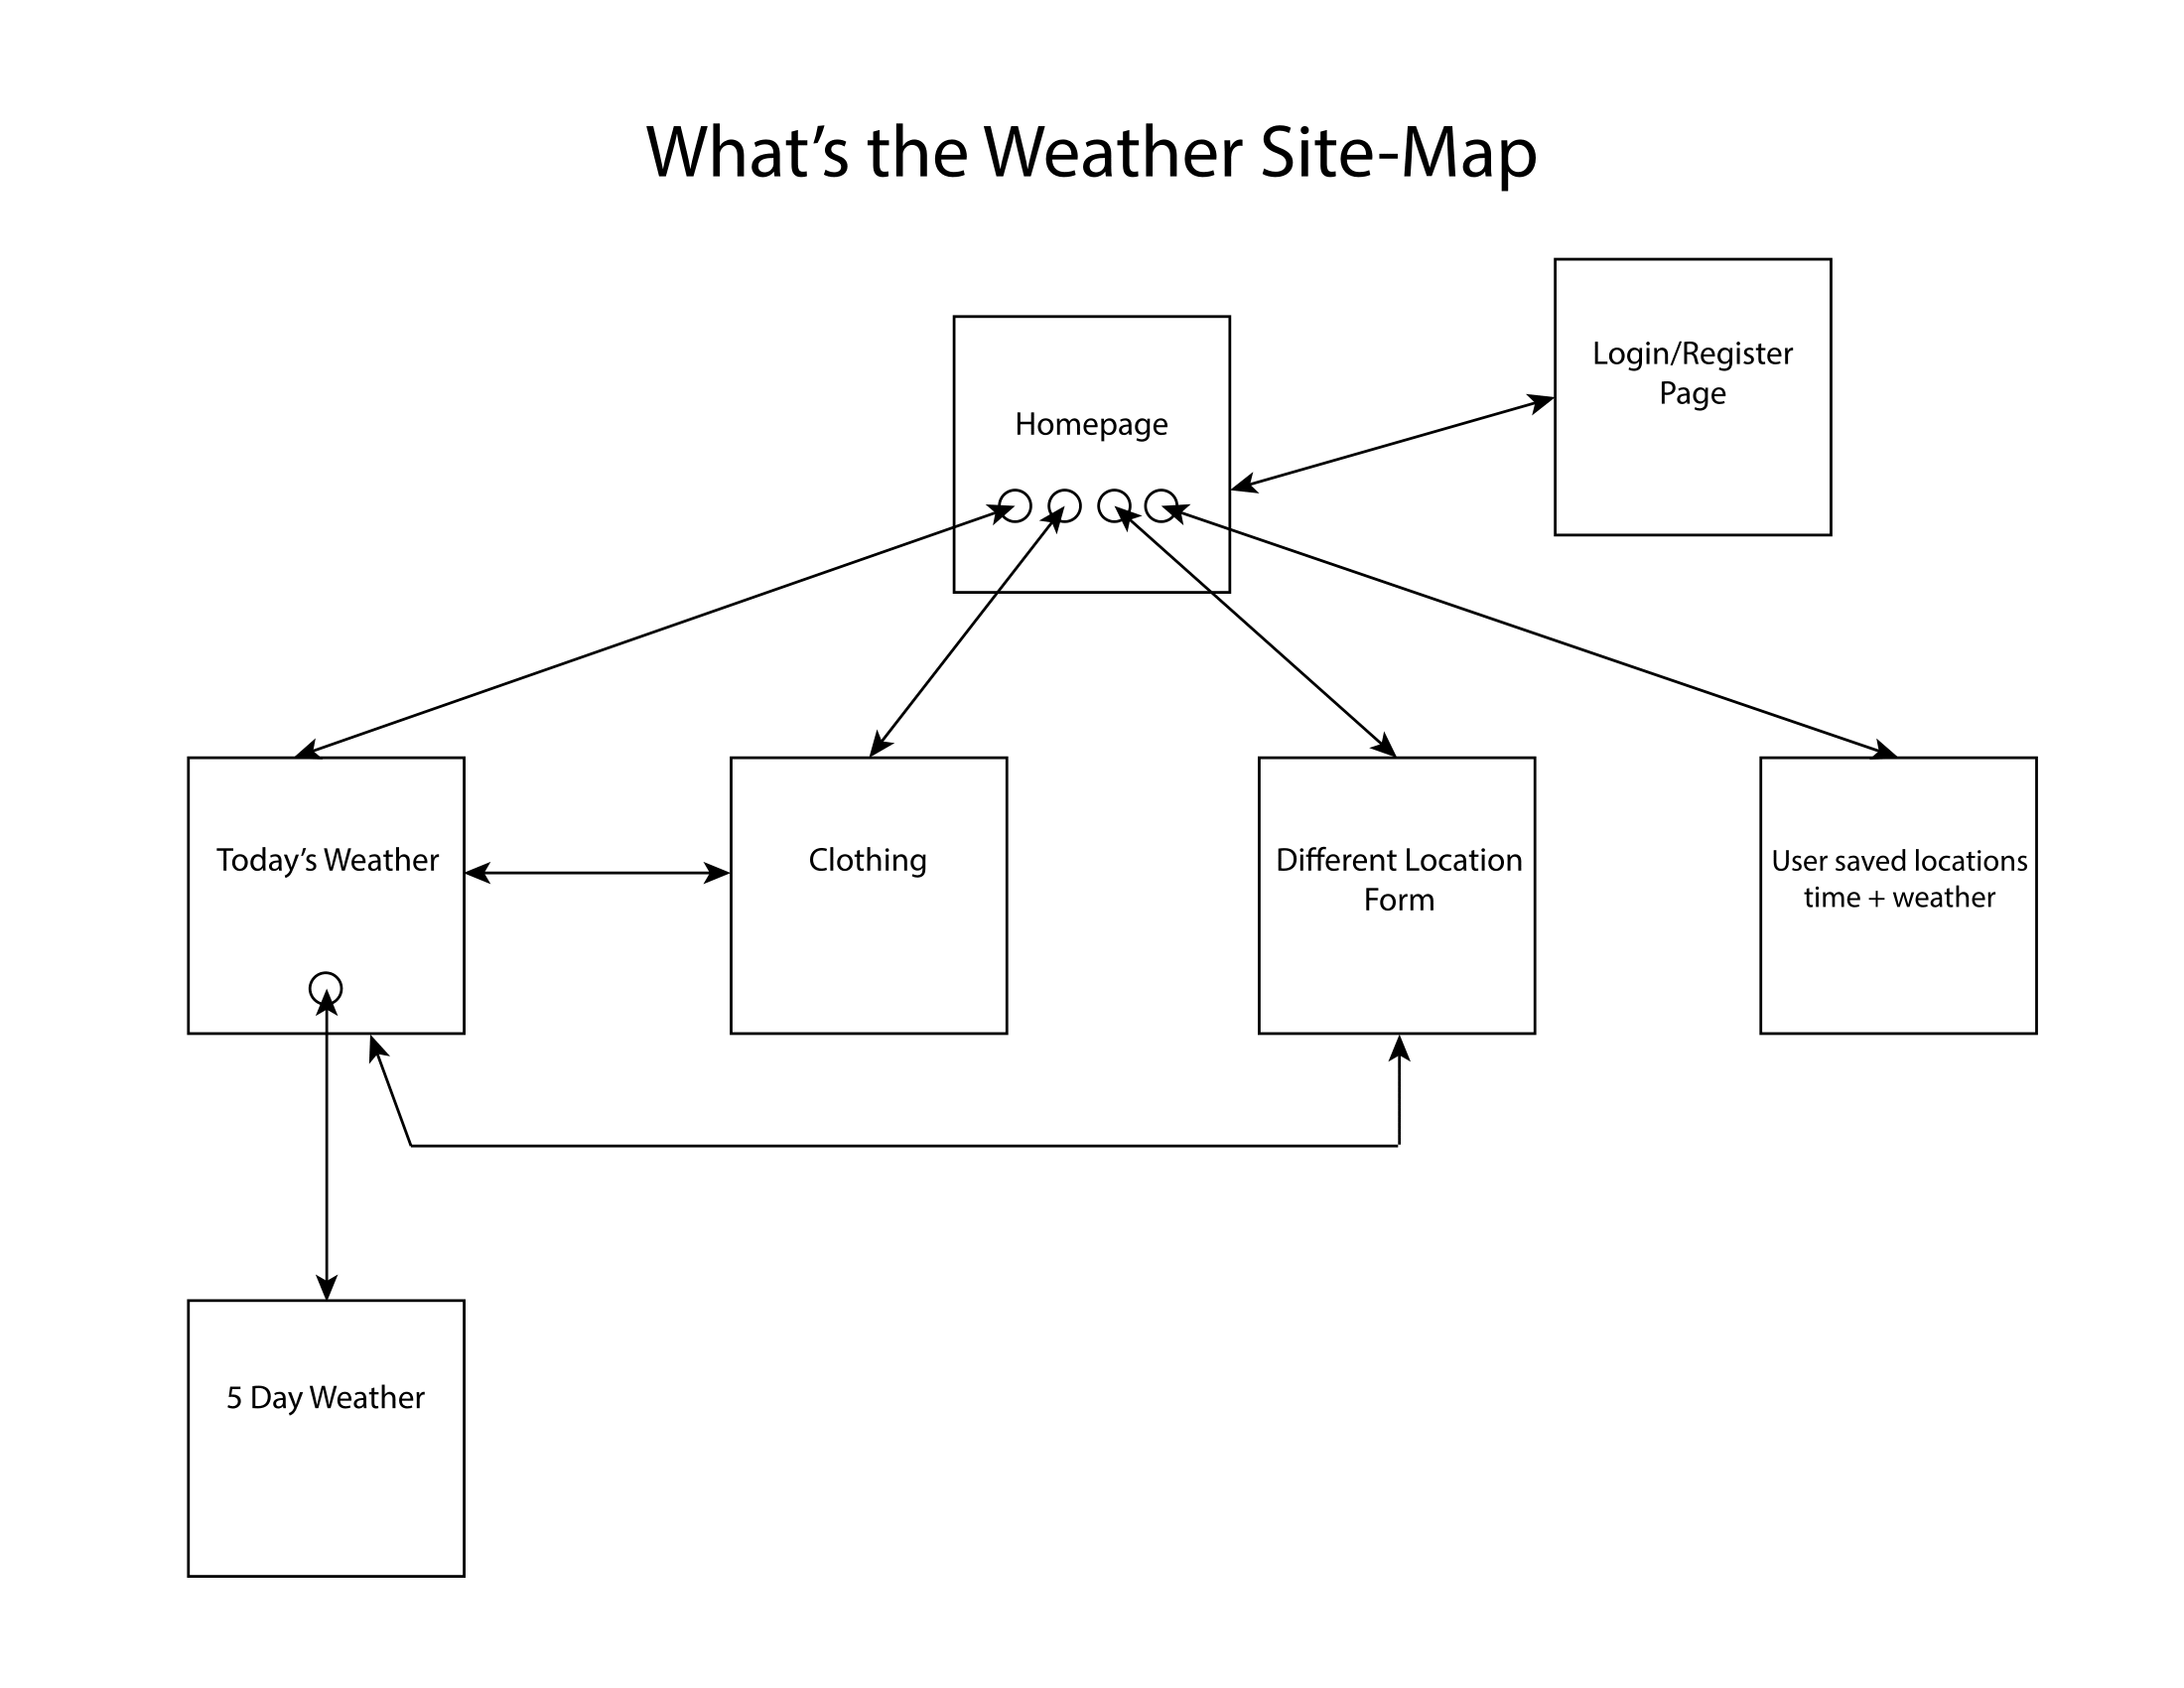 What’s the Weather Site-Map
Login/Register
Page
Homepage
Today’s Weather
Clothing
Different Location
Form
User saved locations
time + weather
5 Day Weather